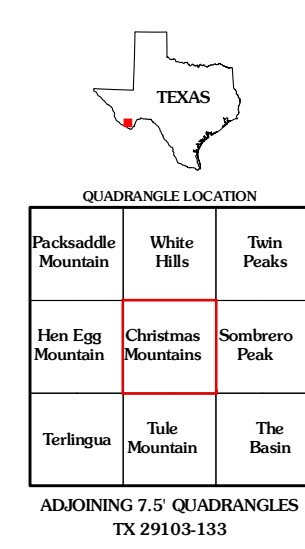 TEXAS
QUADRANGLE LOCATION
Packsaddle
Mountain
White
Hills
Twin
Peaks
Hen Egg
Mountain
Christmas
Mountains
Sombrero
Peak
Terlingua
Tule
Mountain
The
Basin
ADJOINING 7.5' QUADRANGLES
TX 29103-133